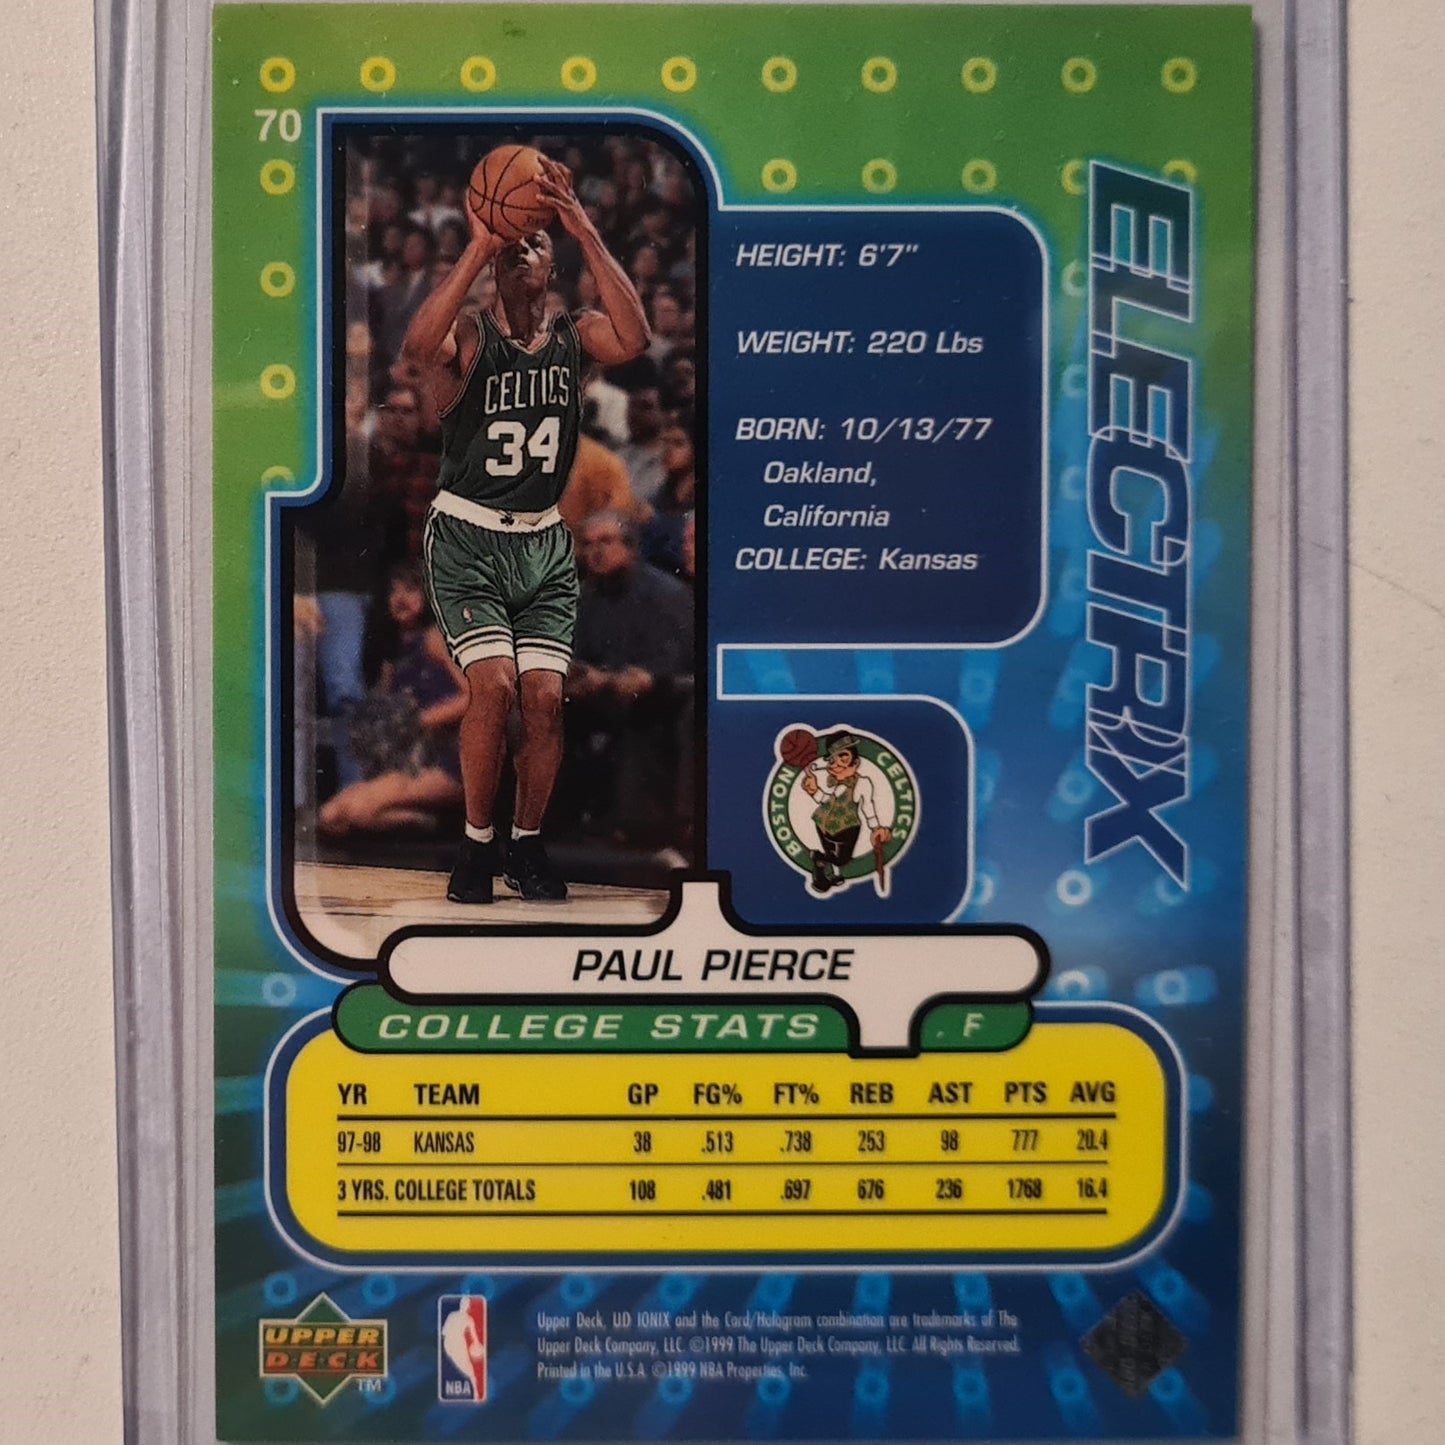 70
ELECTRIX
CELTICS
34
HEIGHT: 6'7"
WEIGHT: 220 Lbs
BORN: 10/13/77
Oakland,
California
COLLEGE: Kansas
BOSTON CELTICS
PAUL PIERCE
COLLEGE STATS . F
YR TEAM GP FG% FT% REB AST PTS AVG
97-98 KANSAS 38 .513 .738 253 98 777 20.4
3 YRS. COLLEGE TOTALS 108 .481 .697 676 236 1768 16.4
UPPER
DECK
TM
NBA
Upper Deck, UD IONIX and the Card/Hologram combination are trademarks of The
Upper Deck Company, LLC. ©1999 The Upper Deck Company, LLC. All Rights Reserved.
Printed in the U.S.A. ©1999 NBA Properties, Inc.